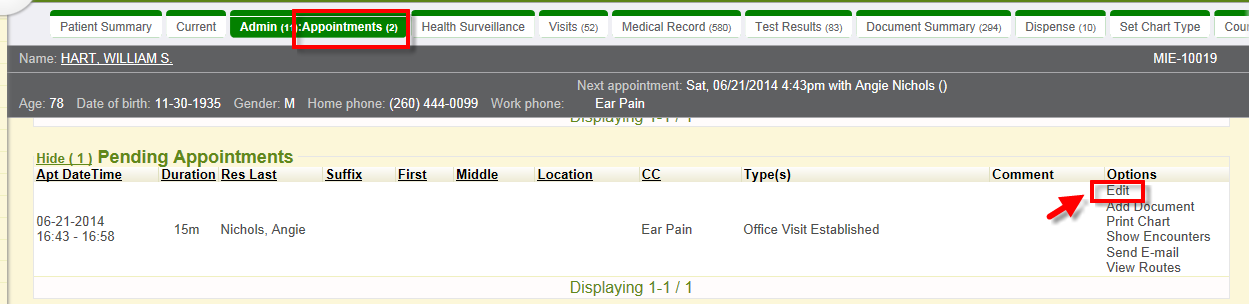 Patient Summary Current Admin (11):Appointments (2) Health Surveillance Visits (52) Medical Record (580) Test Results (83) Document Summary (294) Dispense (10) Set Chart Type
Name: HART, WILLIAM S. MIE-10019
Next appointment: Sat, 06/21/2014 4:43pm with Angie Nichols ()
Age: 78 Date of birth: 11-30-1935 Gender: M Home phone: (260) 444-0099 Work phone: Ear Pain
Displaying 1-1 / 1
Hide ( 1 ) Pending Appointments
Apt DateTime Duration Res Last Suffix First Middle Location CC Type(s) Comment Options
Edit
Add Document
06-21-2014
16:43 - 16:58 15m Nichols, Angie Ear Pain Office Visit Established
Print Chart
Show Encounters
Send E-mail
View Routes
Displaying 1-1 / 1